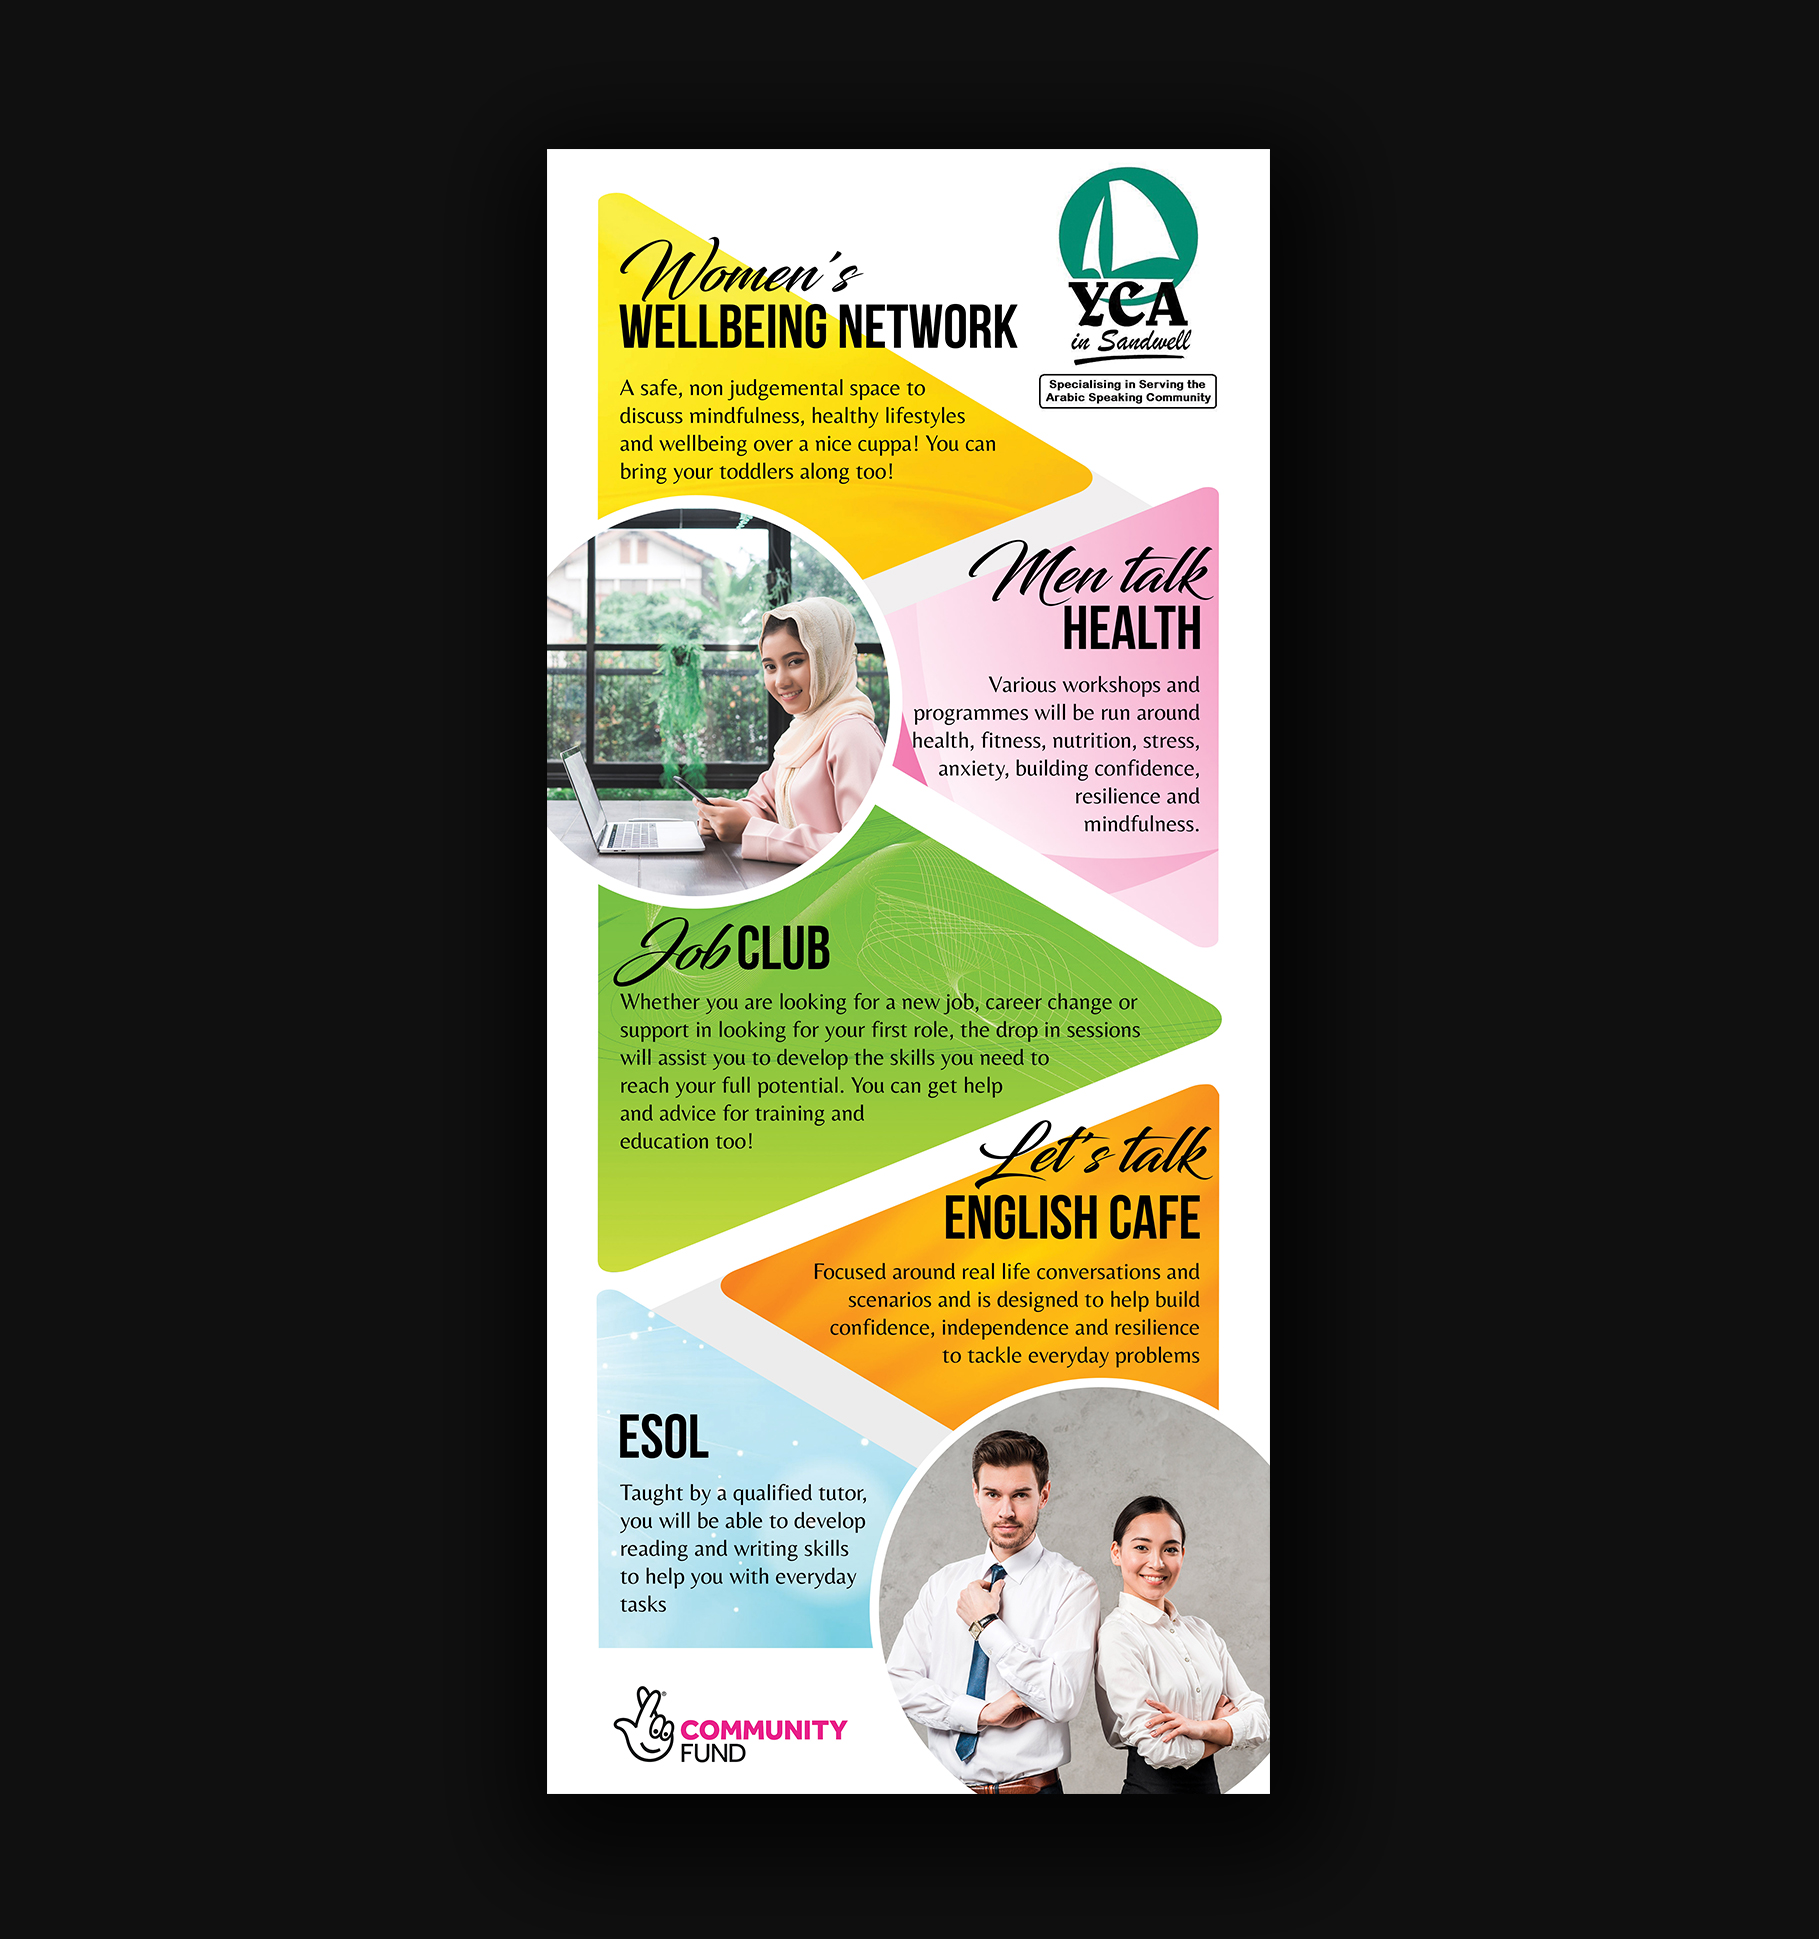 Women's
WELLBEING NETWORK
A safe, non judgemental space to
discuss mindfulness, healthy lifestyles
and wellbeing over a nice cuppa! You can
bring your toddlers along too!
YCA
in Sandwell
Specialising in Serving the
Arabic Speaking Community
Men talk
HEALTH
Various workshops and
programmes will be run around
health, fitness, nutrition, stress,
anxiety, building confidence,
resilience and
mindfulness.
Job CLUB
Whether you are looking for a new job, career change or
support in looking for your first role, the drop in sessions
will assist you to develop the skills you need to
reach your full potential. You can get help
and advice for training and
education too!
Let's talk
ENGLISH CAFE
Focused around real life conversations and
scenarios and is designed to help build
confidence, independence and resilience
to tackle everyday problems
ESOL
Taught by a qualified tutor,
you will be able to develop
reading and writing skills
to help you with everyday
tasks
COMMUNITY
FUND